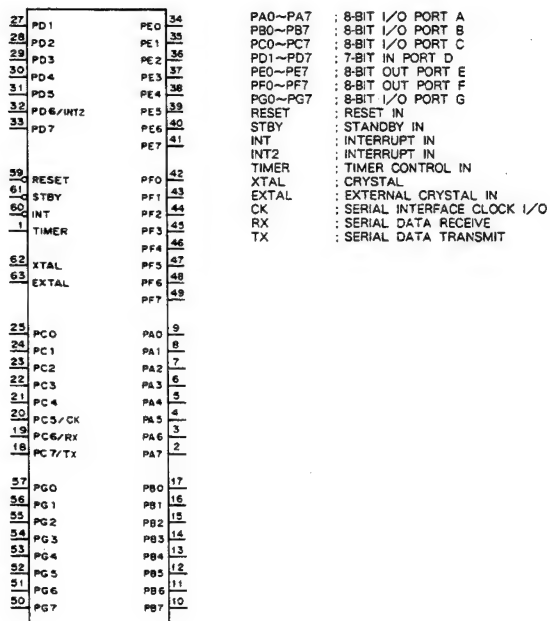 27 PD1 PE0 34
28 PD2 PE1 35
29 PD3 PE2 36
30 PD4 PE3 37
31 PD5 PE4 38
32 PD6/INT2 PE5 39
33 PD7 PE6 40
PE7 41
59 RESET PF0 42
61 STBY PF1 43
60 INT PF2 44
1 TIMER PF3 45
PF4 46
62 XTAL PF5 47
63 EXTAL PF6 48
PF7 49
25 PC0 PA0 9
24 PC1 PA1 8
23 PC2 PA2 7
22 PC3 PA3 6
21 PC4 PA4 5
20 PC5/CK PA5 4
19 PC6/RX PA6 3
18 PC7/TX PA7 2
57 PG0 PB0 17
56 PG1 PB1 16
55 PG2 PB2 15
54 PG3 PB3 14
53 PG4 PB4 13
52 PG5 PB5 12
51 PG6 PB6 11
50 PG7 PB7 10
PA0~PA7 : 8-BIT I/O PORT A
PB0~PB7 : 8-BIT I/O PORT B
PC0~PC7 : 8-BIT I/O PORT C
PD1~PD7 : 7-BIT IN PORT D
PE0~PE7 : 8-BIT OUT PORT E
PF0~PF7 : 8-BIT OUT PORT F
PG0~PG7 : 8-BIT I/O PORT G
RESET : RESET IN
STBY : STANDBY IN
INT : INTERRUPT IN
INT2 : INTERRUPT IN
TIMER : TIMER CONTROL IN
XTAL : CRYSTAL
EXTAL : EXTERNAL CRYSTAL IN
CK : SERIAL INTERFACE CLOCK I/O
RX : SERIAL DATA RECEIVE
TX : SERIAL DATA TRANSMIT